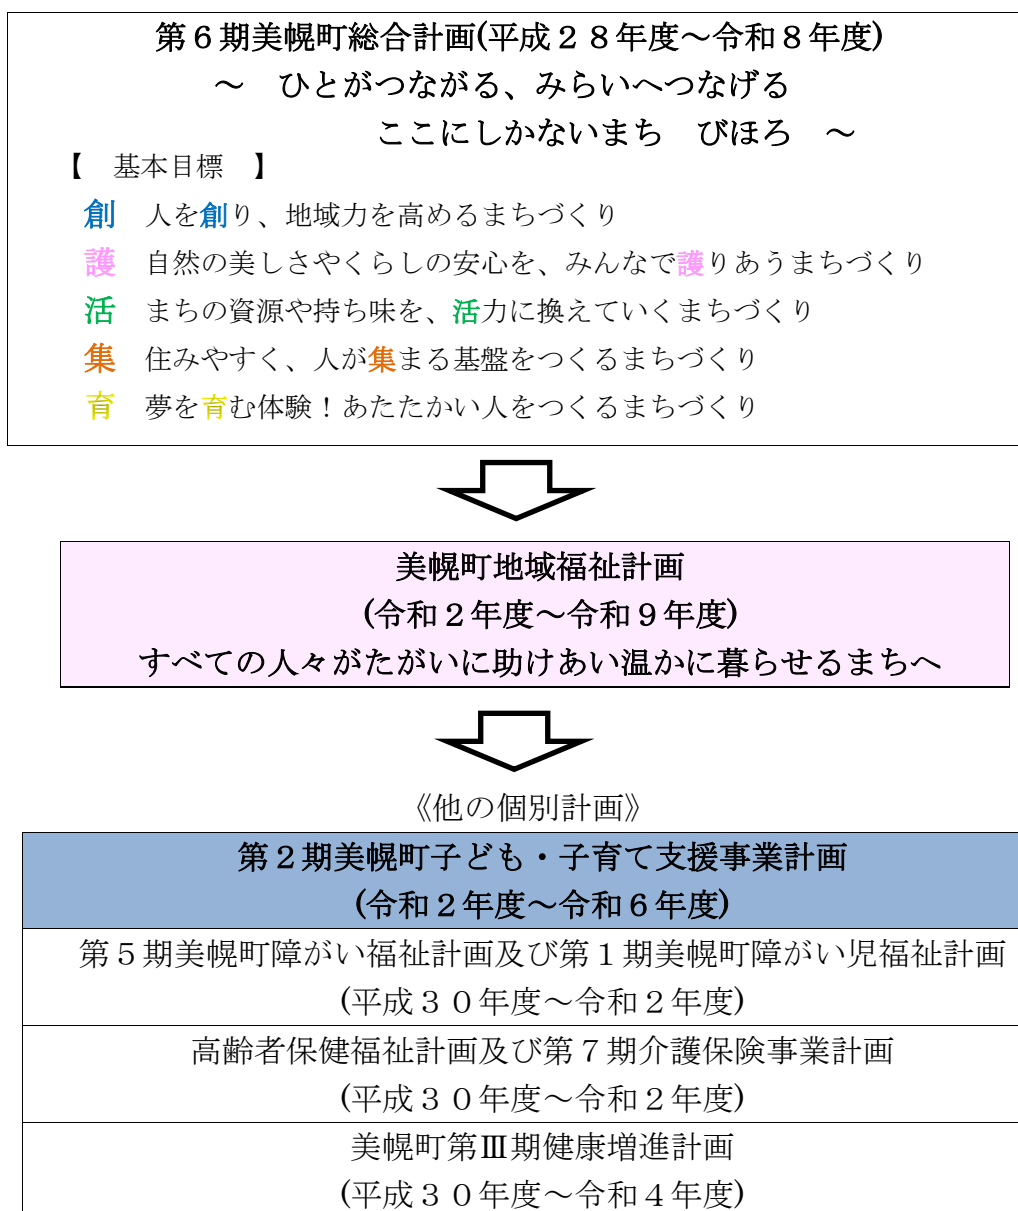 第６期美幌町総合計画(平成２８年度～令和８年度)
～　ひとがつながる、みらいへつなげる
ここにしかないまち　びほろ　～
【　基本目標　】
創　人を創り、地域力を高めるまちづくり
護　自然の美しさやくらしの安心を、みんなで護りあうまちづくり
活　まちの資源や持ち味を、活力に換えていくまちづくり
集　住みやすく、人が集まる基盤をつくるまちづくり
育　夢を育む体験！あたたかい人をつくるまちづくり
美幌町地域福祉計画
(令和２年度～令和９年度)
すべての人々がたがいに助けあい温かに暮らせるまちへ
《他の個別計画》
第２期美幌町子ども・子育て支援事業計画
(令和２年度～令和６年度)
第５期美幌町障がい福祉計画及び第１期美幌町障がい児福祉計画
(平成３０年度～令和２年度)
高齢者保健福祉計画及び第７期介護保険事業計画
(平成３０年度～令和２年度)
美幌町第Ⅲ期健康増進計画
(平成３０年度～令和４年度)